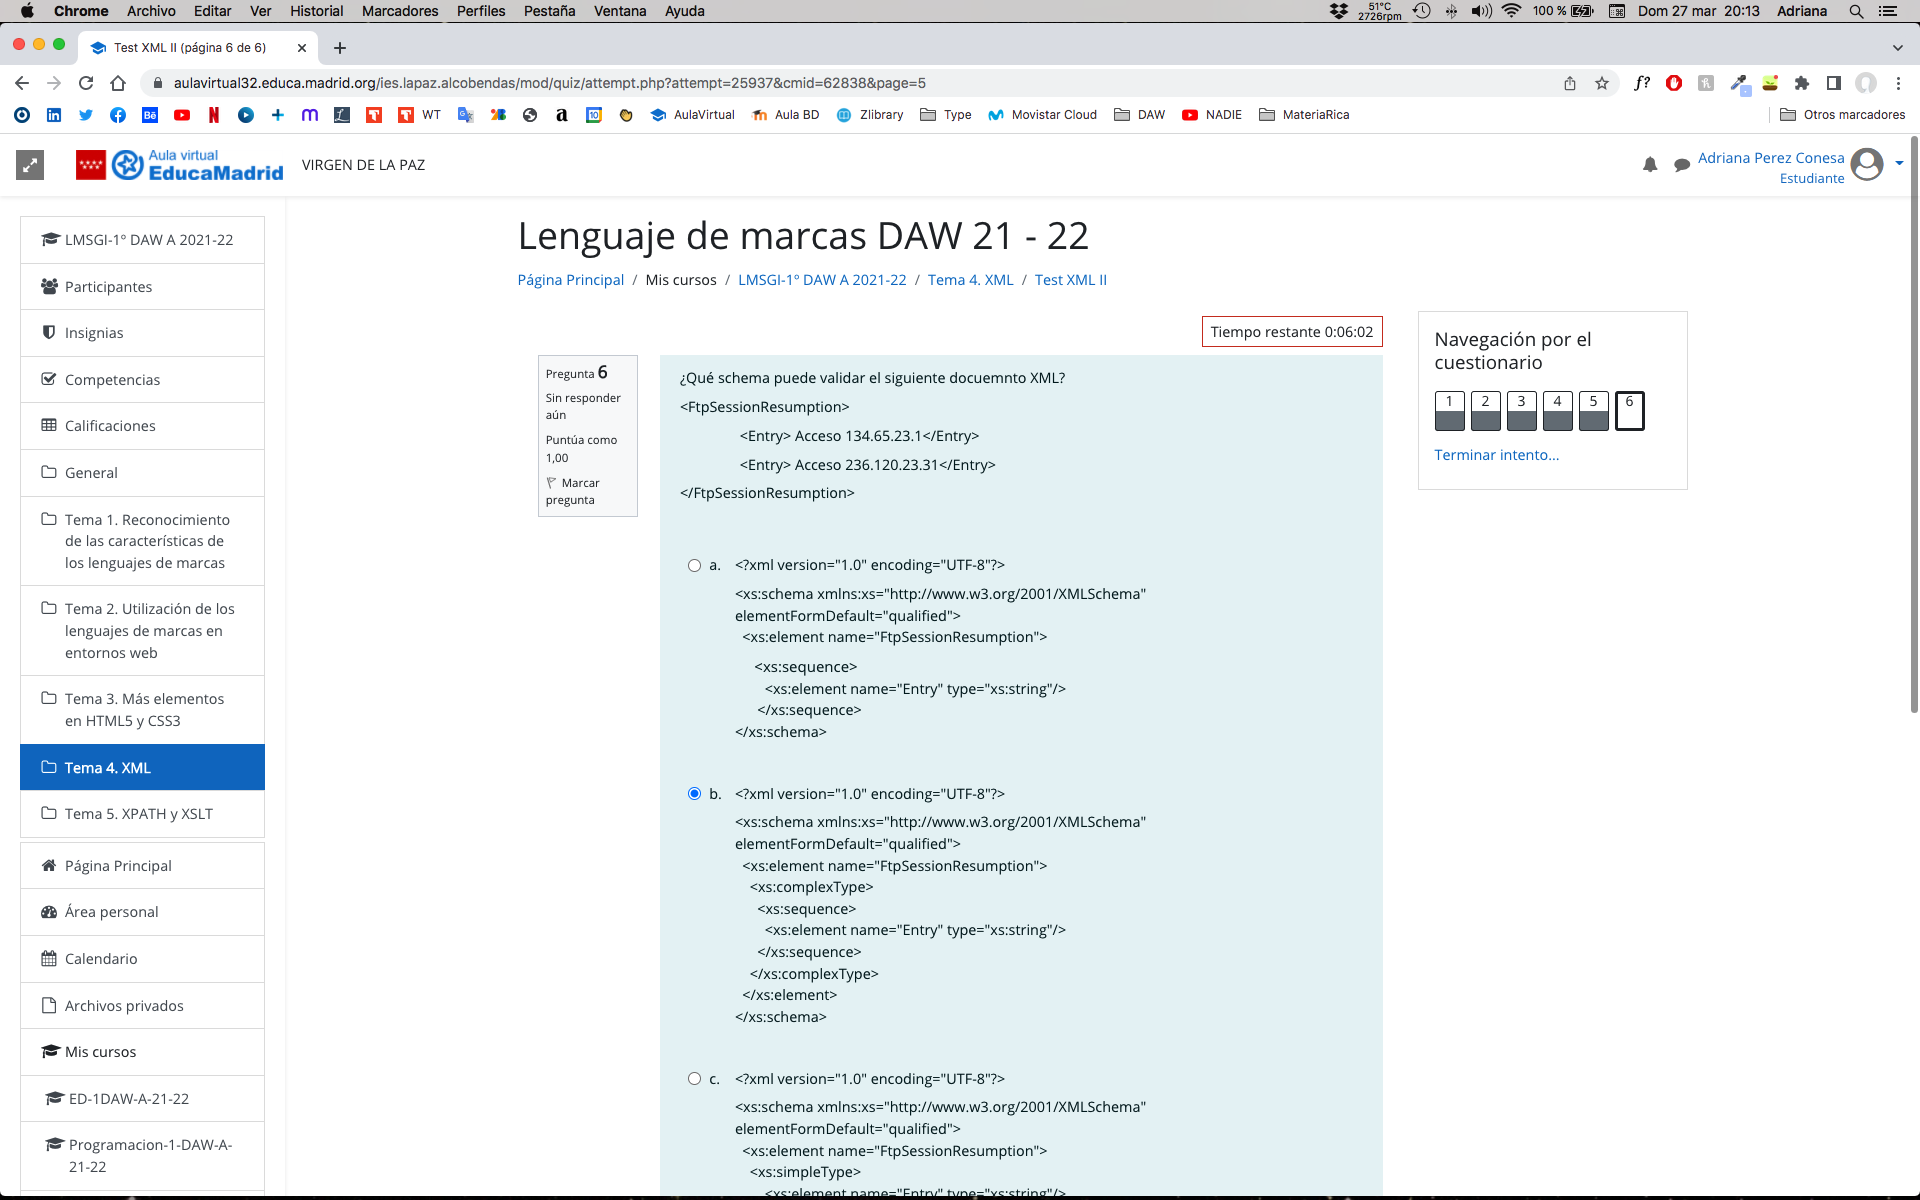 Chrome Archivo Editar Ver Historial Marcadores Perfiles Pestaña Ventana Ayuda
51°C
2726rpm
100 % Dom 27 mar 20:13 Adriana
Test XML II (página 6 de 6)
aulavirtual32.educa.madrid.org/ies.lapaz.alcobendas/mod/quiz/attempt.php?attempt=25937&cmid=62838&page=5
WT AulaVirtual Aula BD Zlibrary Type Movistar Cloud DAW NADIE MateriaRica Otros marcadores
Aula virtual
EducaMadrid
VIRGEN DE LA PAZ
Adriana Perez Conesa
Estudiante
LMSGI-1º DAW A 2021-22
Participantes
Insignias
Competencias
Calificaciones
General
Tema 1. Reconocimiento
de las características de
los lenguajes de marcas
Tema 2. Utilización de los
lenguajes de marcas en
entornos web
Tema 3. Más elementos
en HTML5 y CSS3
Tema 4. XML
Tema 5. XPATH y XSLT
Página Principal
Área personal
Calendario
Archivos privados
Mis cursos
ED-1DAW-A-21-22
Programacion-1-DAW-A-
21-22
Lenguaje de marcas DAW 21 - 22
Página Principal / Mis cursos / LMSGI-1º DAW A 2021-22 / Tema 4. XML / Test XML II
Tiempo restante 0:06:02
Pregunta 6
Sin responder
aún
Puntúa como
1,00
Marcar
pregunta
¿Qué schema puede validar el siguiente docuemnto XML?
<FtpSessionResumption>
<Entry> Acceso 134.65.23.1</Entry>
<Entry> Acceso 236.120.23.31</Entry>
</FtpSessionResumption>
a. <?xml version="1.0" encoding="UTF-8"?>
<xs:schema xmlns:xs="http://www.w3.org/2001/XMLSchema"
elementFormDefault="qualified">
<xs:element name="FtpSessionResumption">
<xs:sequence>
<xs:element name="Entry" type="xs:string"/>
</xs:sequence>
</xs:schema>
b. <?xml version="1.0" encoding="UTF-8"?>
<xs:schema xmlns:xs="http://www.w3.org/2001/XMLSchema"
elementFormDefault="qualified">
<xs:element name="FtpSessionResumption">
<xs:complexType>
<xs:sequence>
<xs:element name="Entry" type="xs:string"/>
</xs:sequence>
</xs:complexType>
</xs:element>
</xs:schema>
c. <?xml version="1.0" encoding="UTF-8"?>
<xs:schema xmlns:xs="http://www.w3.org/2001/XMLSchema"
elementFormDefault="qualified">
<xs:element name="FtpSessionResumption">
<xs:simpleType>
<xs:element name="Entry" type="xs:string"/>
Navegación por el
cuestionario
1 2 3 4 5 6
Terminar intento...